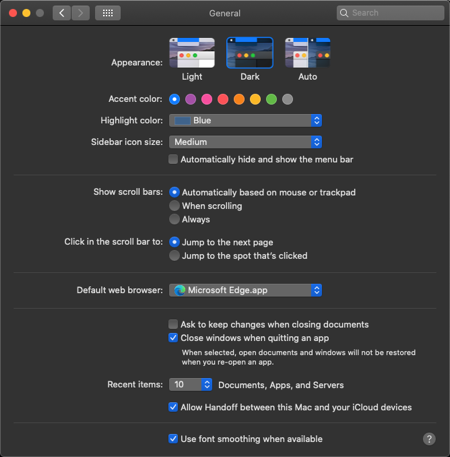 General
Search
Appearance:
Light
Dark
Auto
Accent color:
Highlight color: Blue
Sidebar icon size: Medium
Automatically hide and show the menu bar
Show scroll bars: Automatically based on mouse or trackpad
When scrolling
Always
Click in the scroll bar to: Jump to the next page
Jump to the spot that's clicked
Default web browser: Microsoft Edge.app
Ask to keep changes when closing documents
Close windows when quitting an app
When selected, open documents and windows will not be restored
when you re-open an app.
Recent items: 10 Documents, Apps, and Servers
Allow Handoff between this Mac and your iCloud devices
Use font smoothing when available
?